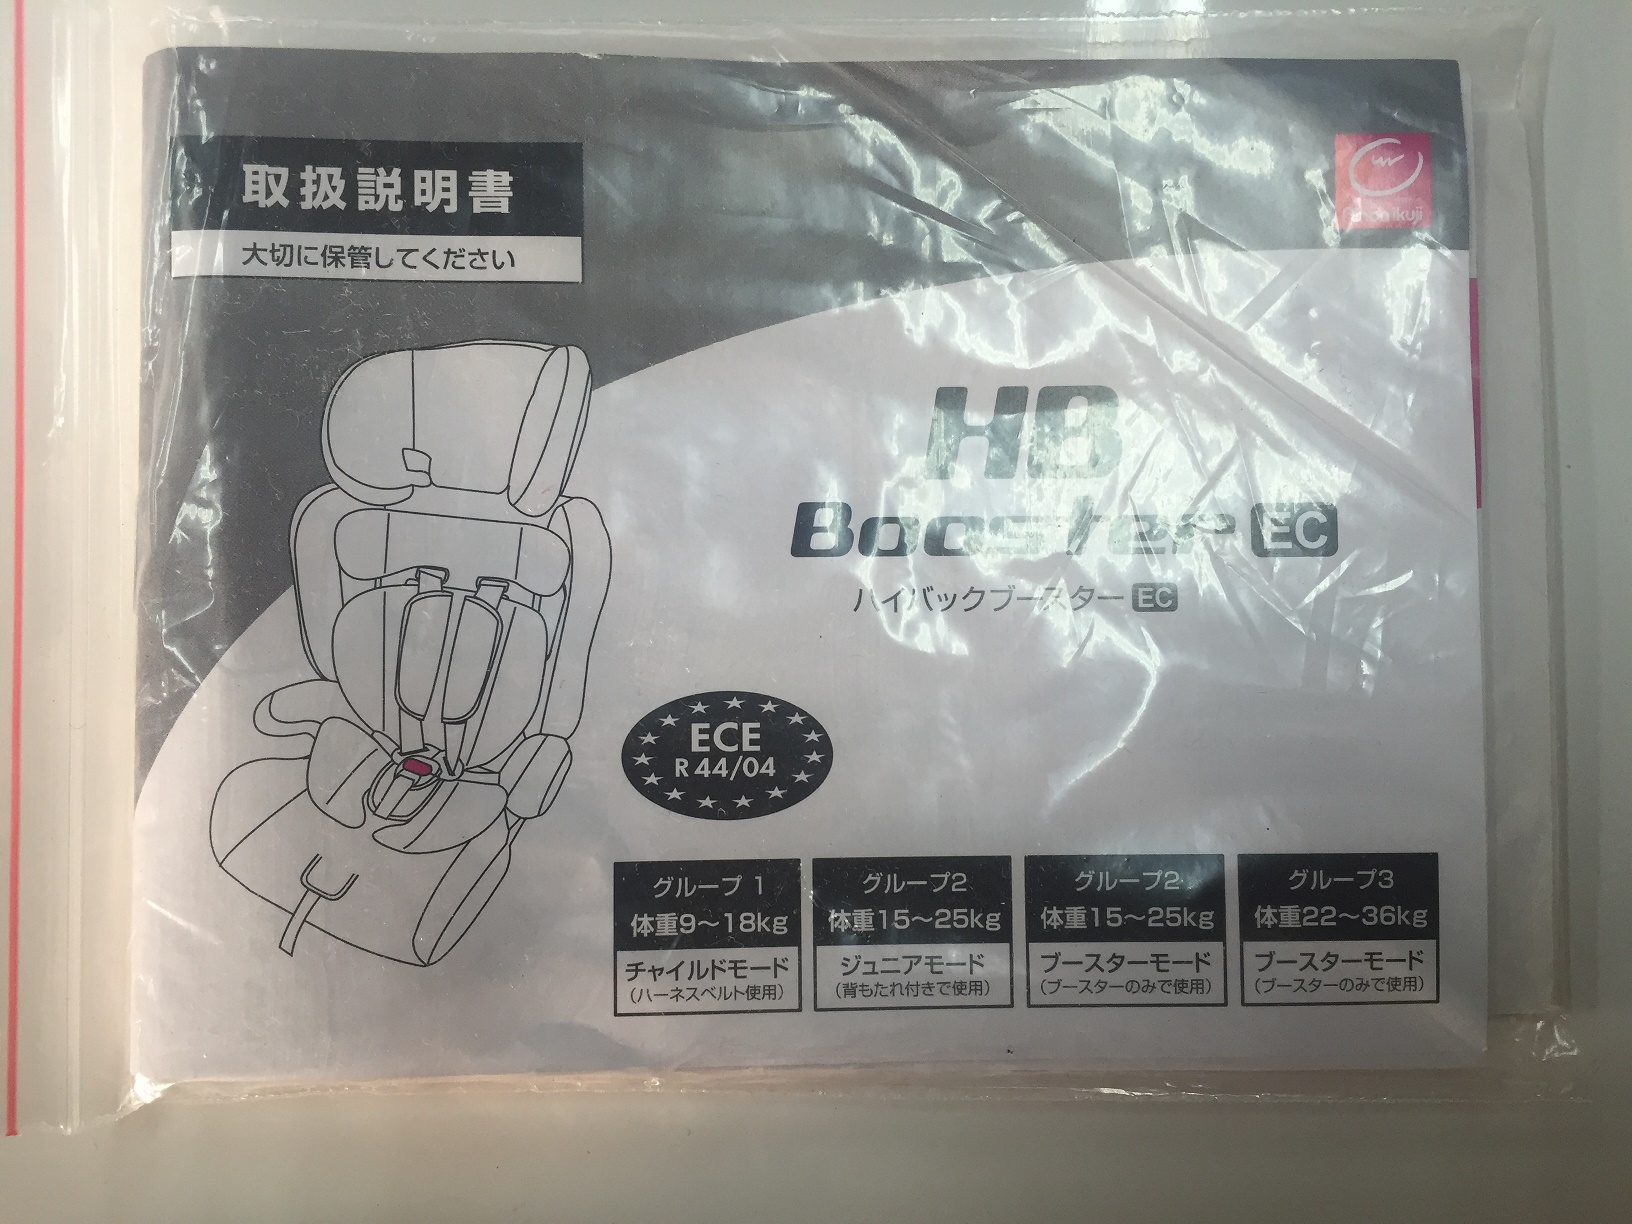 取扱説明書
大切に保管してください
nihon ikuji
HB
Booster EC
ハイバックブースター EC
ECE
R 44/04
グループ 1
体重9～18kg
チャイルドモード
（ハーネスベルト使用）
グループ2
体重15～25kg
ジュニアモード
（背もたれ付きで使用）
グループ2
体重15～25kg
ブースターモード
（ブースターのみで使用）
グループ3
体重22～36kg
ブースターモード
（ブースターのみで使用）